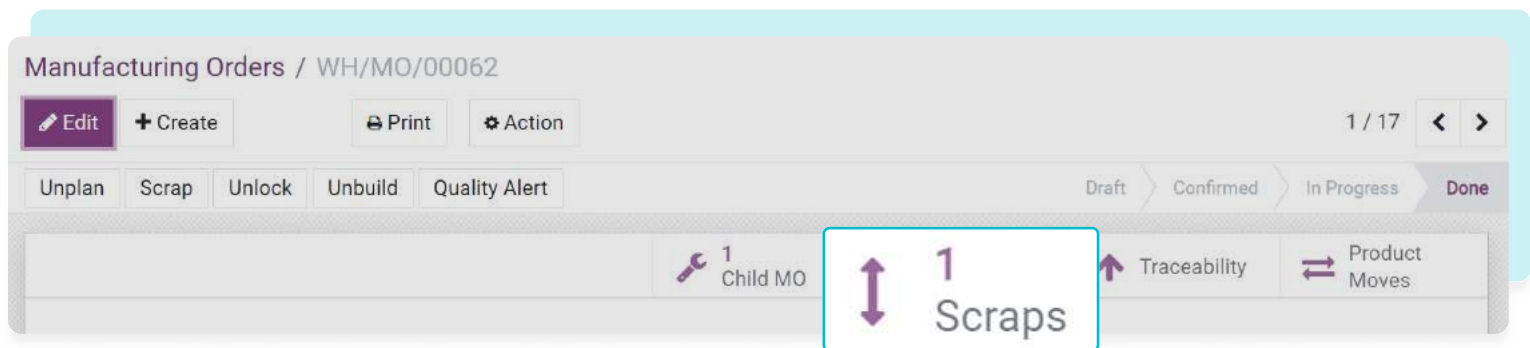 Manufacturing Orders / WH/MO/00062
Edit + Create Print Action 1 / 17
Unplan Scrap Unlock Unbuild Quality Alert Draft Confirmed In Progress Done
1
Child MO
1
Scraps
Traceability
Product
Moves